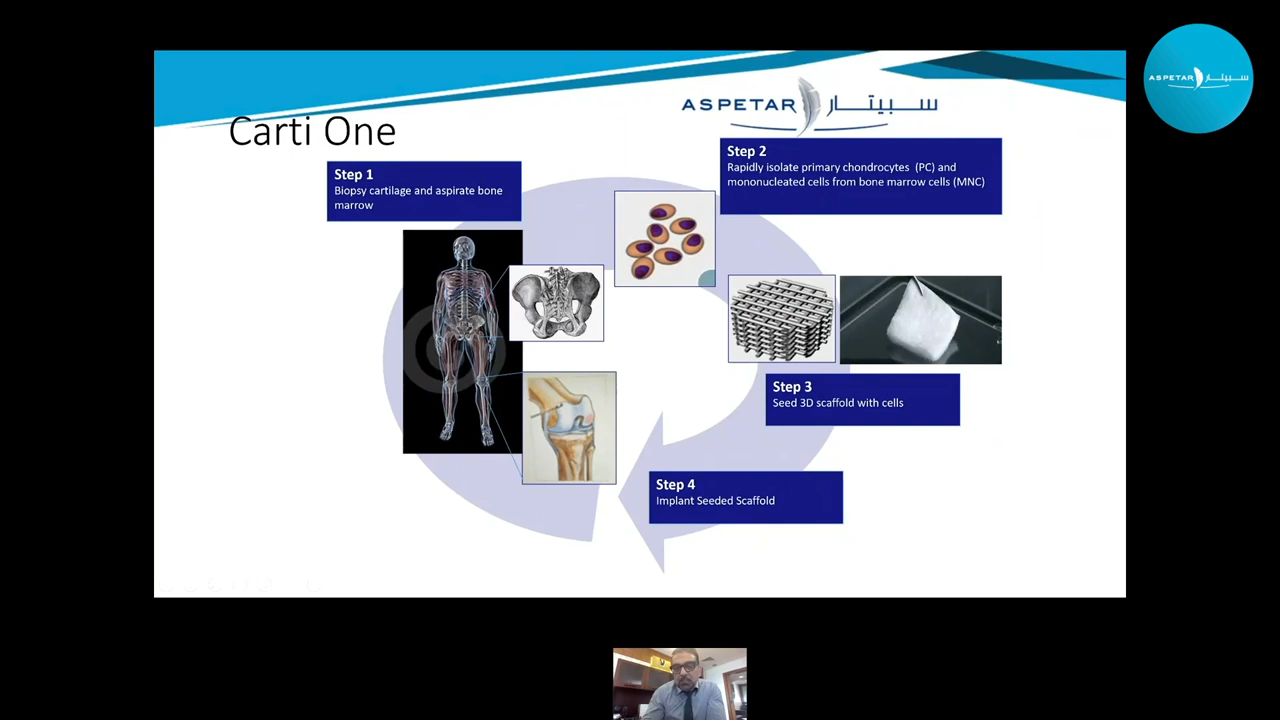 ASPETAR سبيتار
ASPETAR سبيتار
Carti One
Step 1
Biopsy cartilage and aspirate bone
marrow
Step 2
Rapidly isolate primary chondrocytes (PC) and
mononucleated cells from bone marrow cells (MNC)
Step 3
Seed 3D scaffold with cells
Step 4
Implant Seeded Scaffold